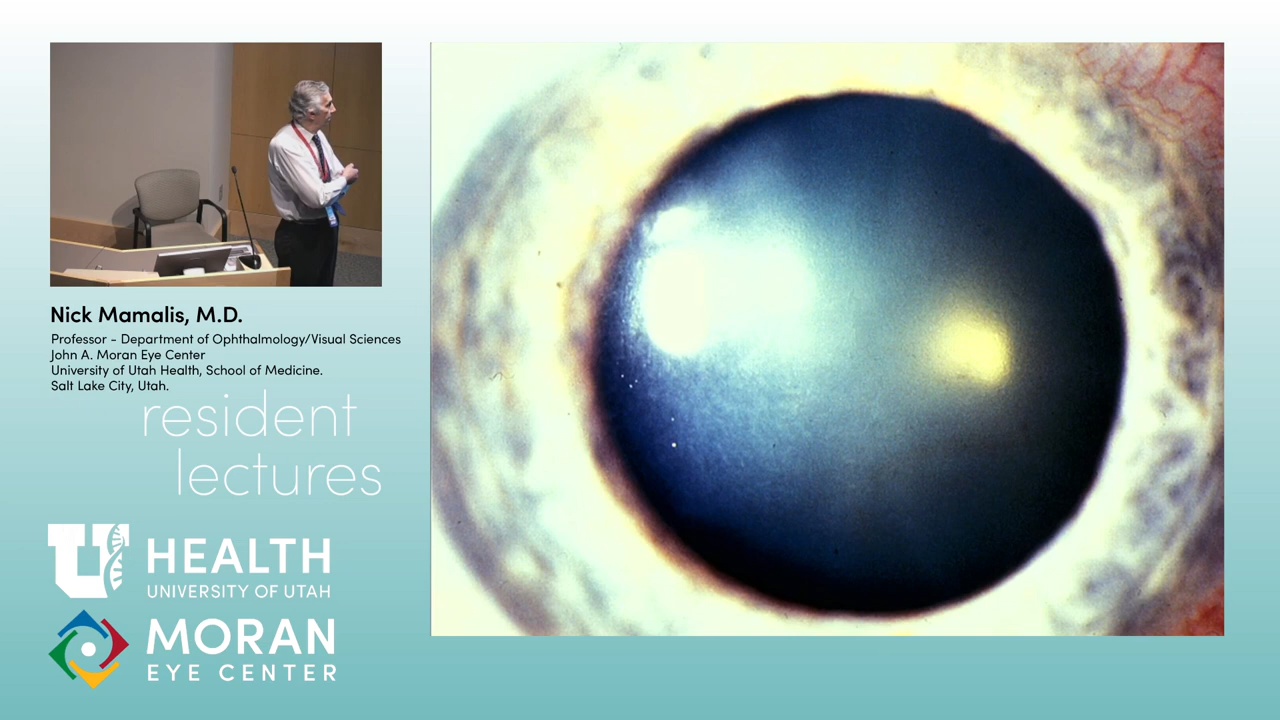 Nick Mamalis, M.D.
Professor - Department of Ophthalmology/Visual Sciences
John A. Moran Eye Center
University of Utah Health, School of Medicine.
Salt Lake City, Utah.
resident
lectures
U HEALTH
UNIVERSITY OF UTAH
MORAN
EYE CENTER